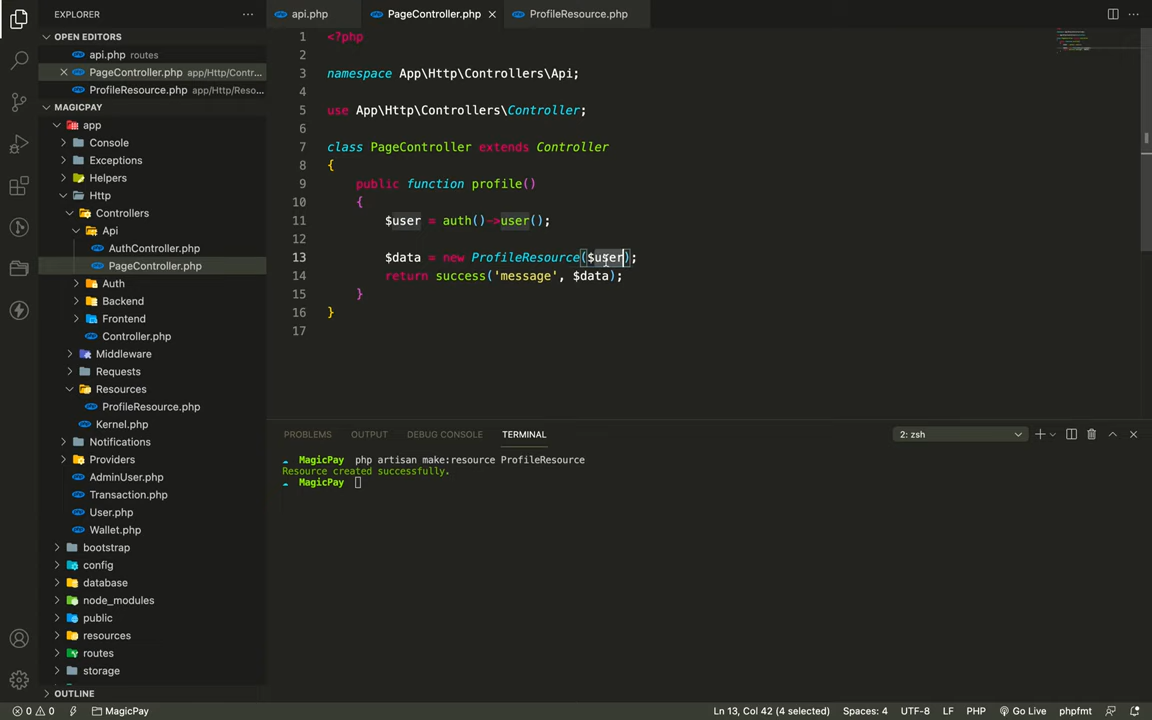 EXPLORER
OPEN EDITORS
api.php routes
PageController.php app/Http/Contr...
ProfileResource.php app/Http/Reso...
MAGICPAY
app
Console
Exceptions
Helpers
Http
Controllers
Api
AuthController.php
PageController.php
Auth
Backend
Frontend
Controller.php
Middleware
Requests
Resources
ProfileResource.php
Kernel.php
Notifications
Providers
AdminUser.php
Transaction.php
User.php
Wallet.php
bootstrap
config
database
node_modules
public
resources
routes
storage
OUTLINE
api.php PageController.php ProfileResource.php
1 <?php
2
3 namespace App\Http\Controllers\Api;
4
5 use App\Http\Controllers\Controller;
6
7 class PageController extends Controller
8 {
9 public function profile()
10 {
11 $user = auth()->user();
12
13 $data = new ProfileResource($user);
14 return success('message', $data);
15 }
16 }
17
PROBLEMS OUTPUT DEBUG CONSOLE TERMINAL 2: zsh
MagicPay php artisan make:resource ProfileResource
Resource created successfully.
MagicPay
0 0 MagicPay Ln 13, Col 42 (4 selected) Spaces: 4 UTF-8 LF PHP Go Live phpfmt